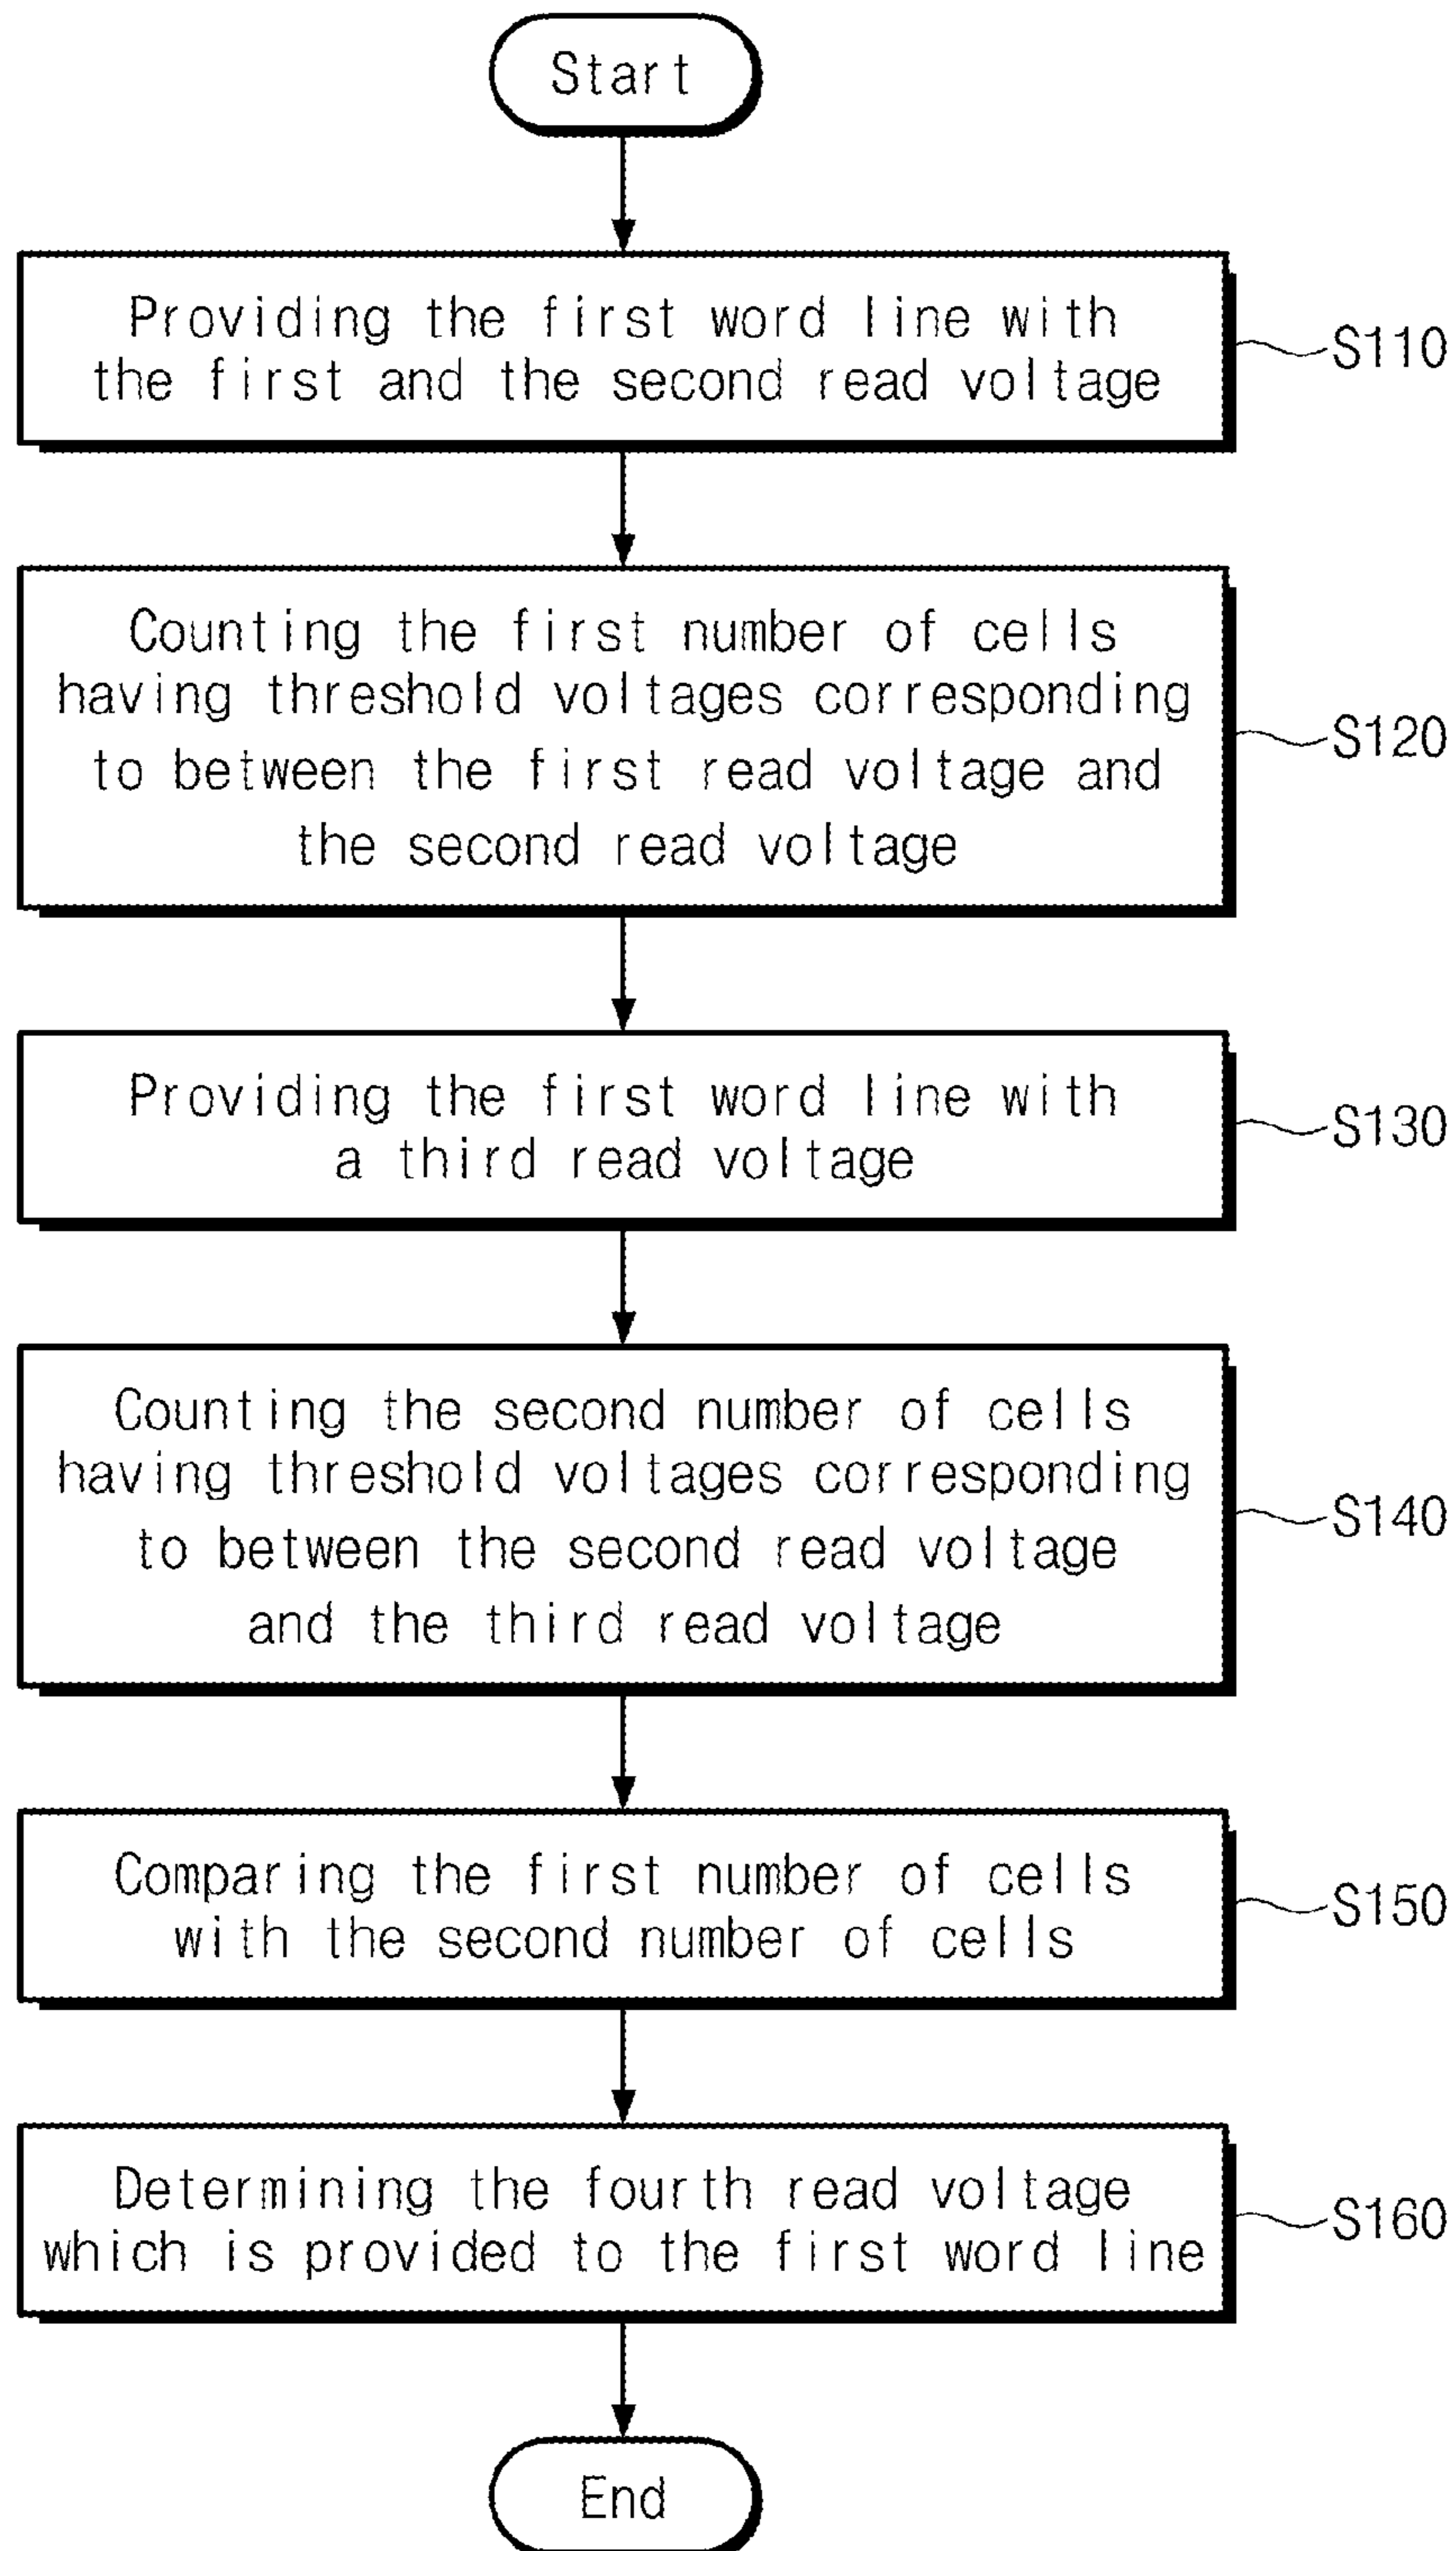 Start
Providing the first word line with
the first and the second read voltage
S110
Counting the first number of cells
having threshold voltages corresponding
to between the first read voltage and
the second read voltage
S120
Providing the first word line with
a third read voltage
S130
Counting the second number of cells
having threshold voltages corresponding
to between the second read voltage
and the third read voltage
S140
Comparing the first number of cells
with the second number of cells
S150
Determining the fourth read voltage
which is provided to the first word line
S160
End